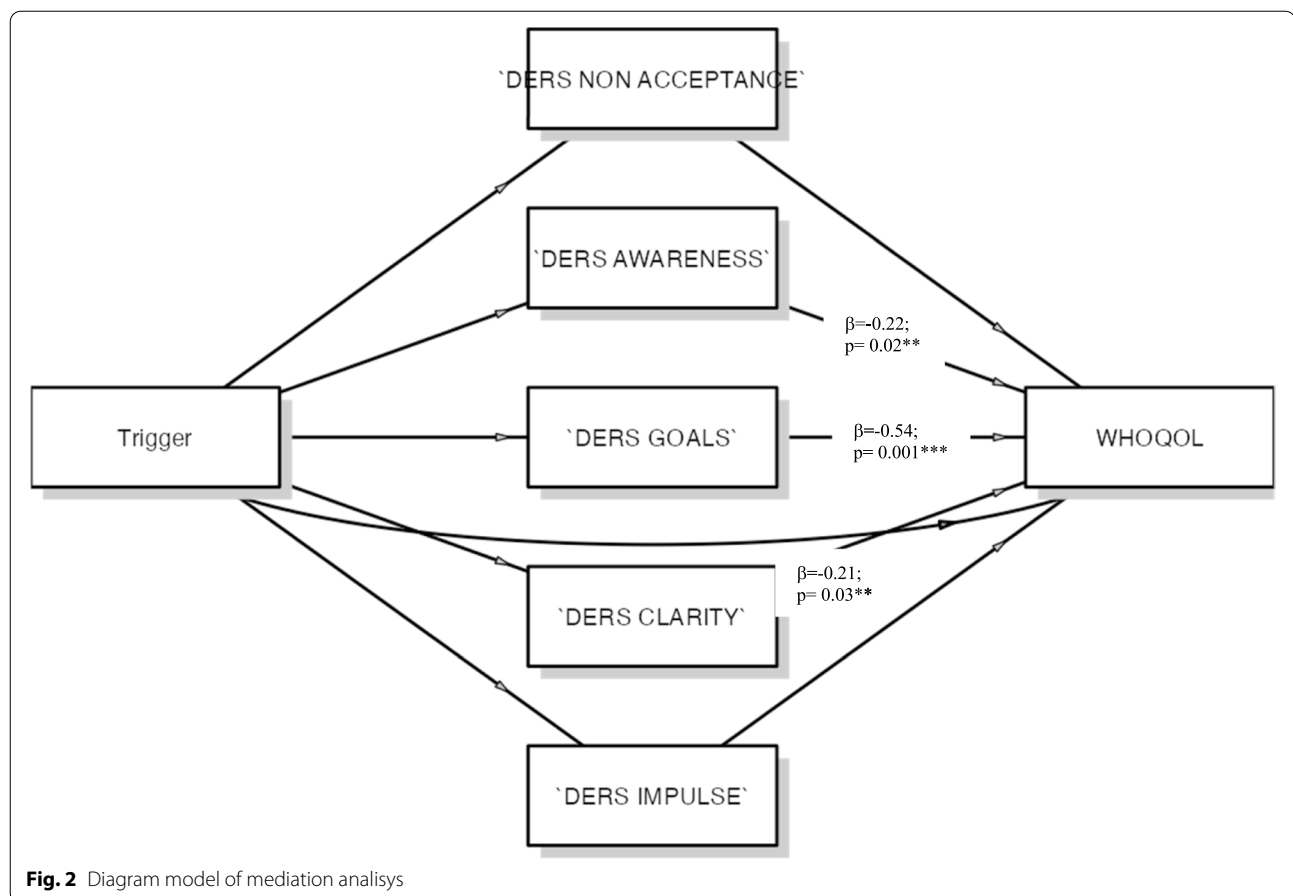 `DERS NON ACCEPTANCE`
`DERS AWARENESS`
β=-0.22;
p= 0.02**
Trigger
`DERS GOALS`
β=-0.54;
p= 0.001***
WHOQOL
`DERS CLARITY`
β=-0.21;
p= 0.03**
`DERS IMPULSE`
Fig. 2 Diagram model of mediation analisys